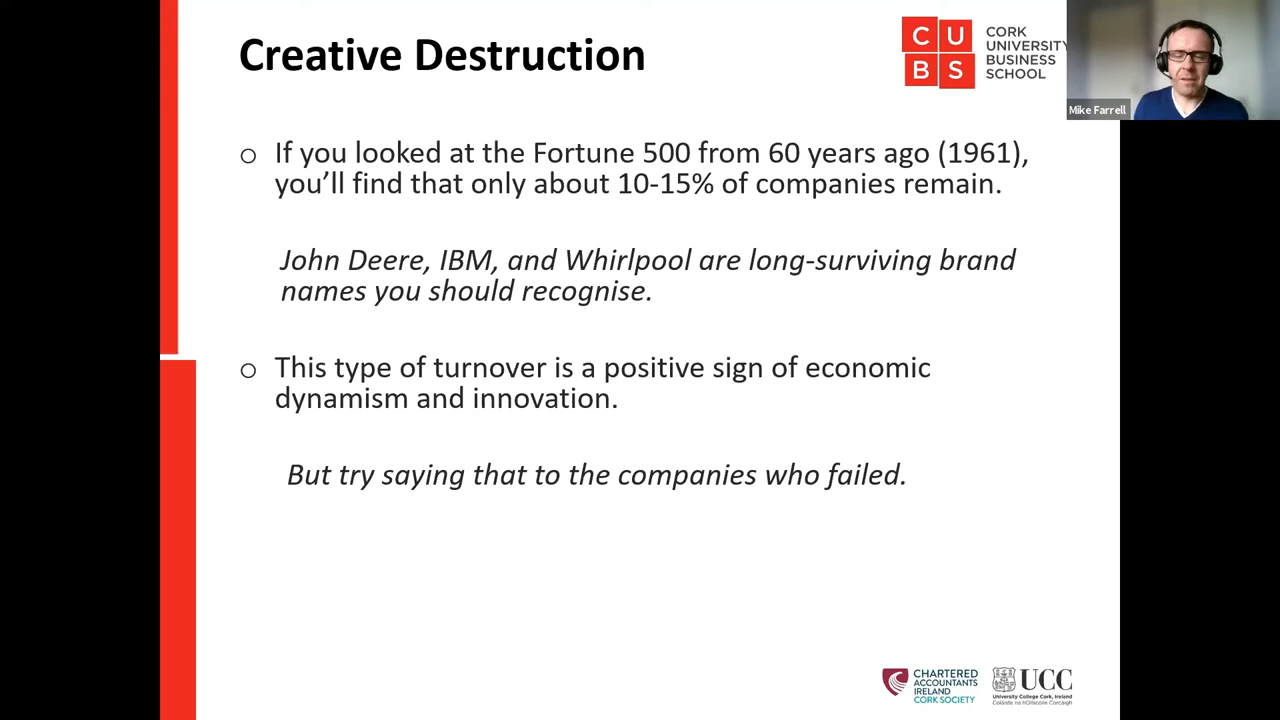 Creative Destruction
C U
B S
CORK
UNIVERSITY
BUSINESS
SCHOOL
Mike Farrell
o If you looked at the Fortune 500 from 60 years ago (1961),
you’ll find that only about 10-15% of companies remain.
John Deere, IBM, and Whirlpool are long-surviving brand
names you should recognise.
o This type of turnover is a positive sign of economic
dynamism and innovation.
But try saying that to the companies who failed.
CHARTERED
ACCOUNTANTS
IRELAND
CORK SOCIETY
UCC
University College Cork, Ireland
Coláiste na hOllscoile Corcaigh